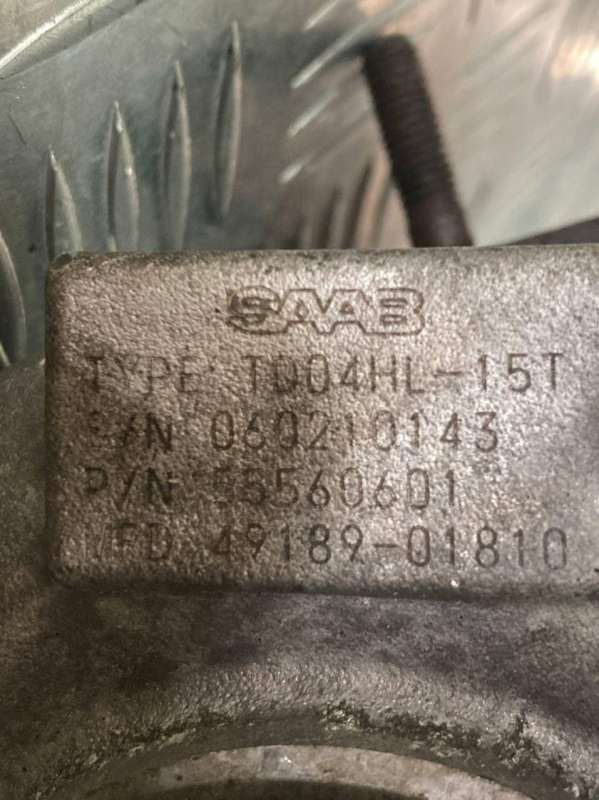 SAAB
TYPE: TD04HL-15T
S/N 060210143
P/N 55560601
MFD 49189-01810